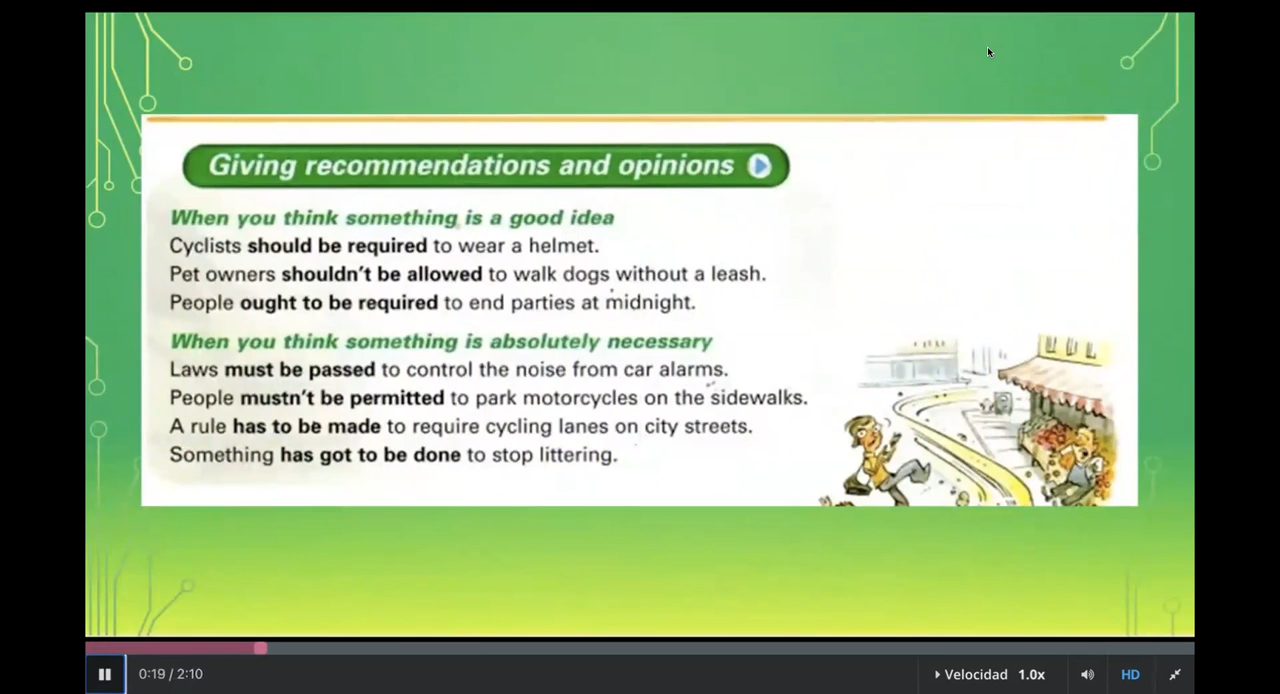 Giving recommendations and opinions
When you think something is a good idea
Cyclists should be required to wear a helmet.
Pet owners shouldn't be allowed to walk dogs without a leash.
People ought to be required to end parties at midnight.
When you think something is absolutely necessary
Laws must be passed to control the noise from car alarms.
People mustn't be permitted to park motorcycles on the sidewalks.
A rule has to be made to require cycling lanes on city streets.
Something has got to be done to stop littering.
0:19 / 2:10 Velocidad 1.0x HD